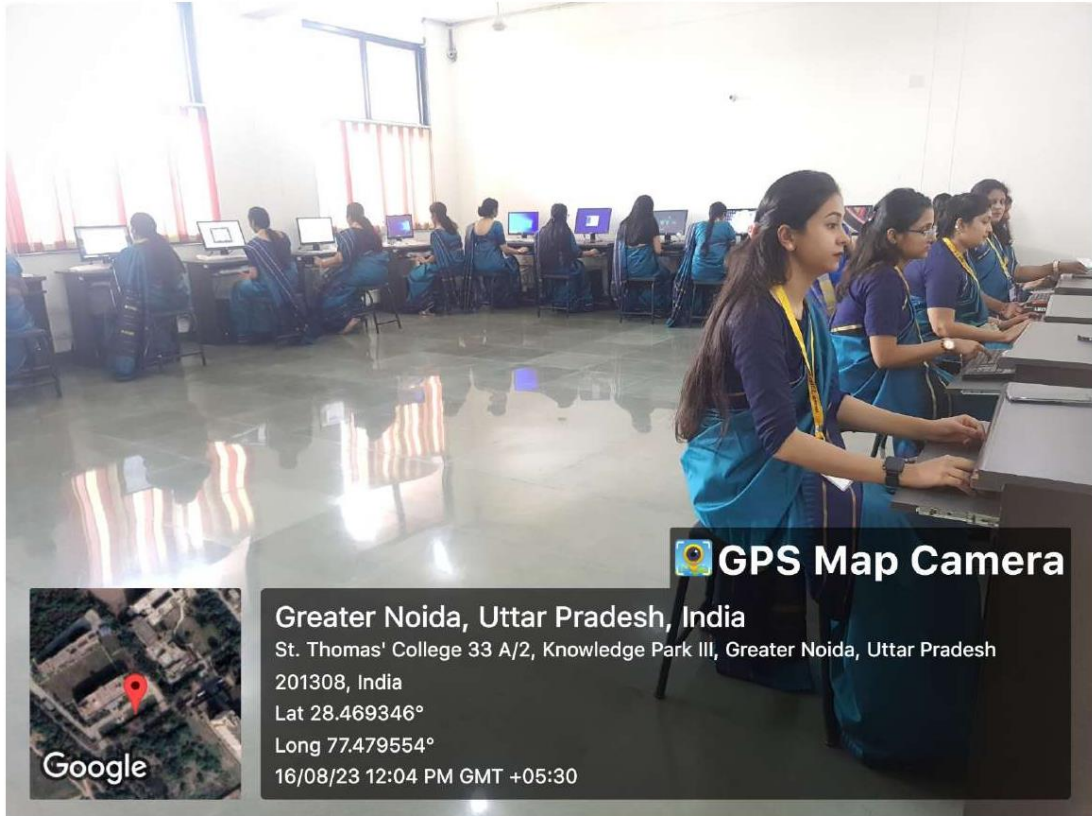 GPS Map Camera
Greater Noida, Uttar Pradesh, India
St. Thomas' College 33 A/2, Knowledge Park III, Greater Noida, Uttar Pradesh
201308, India
Lat 28.469346°
Long 77.479554°
16/08/23 12:04 PM GMT +05:30
Google